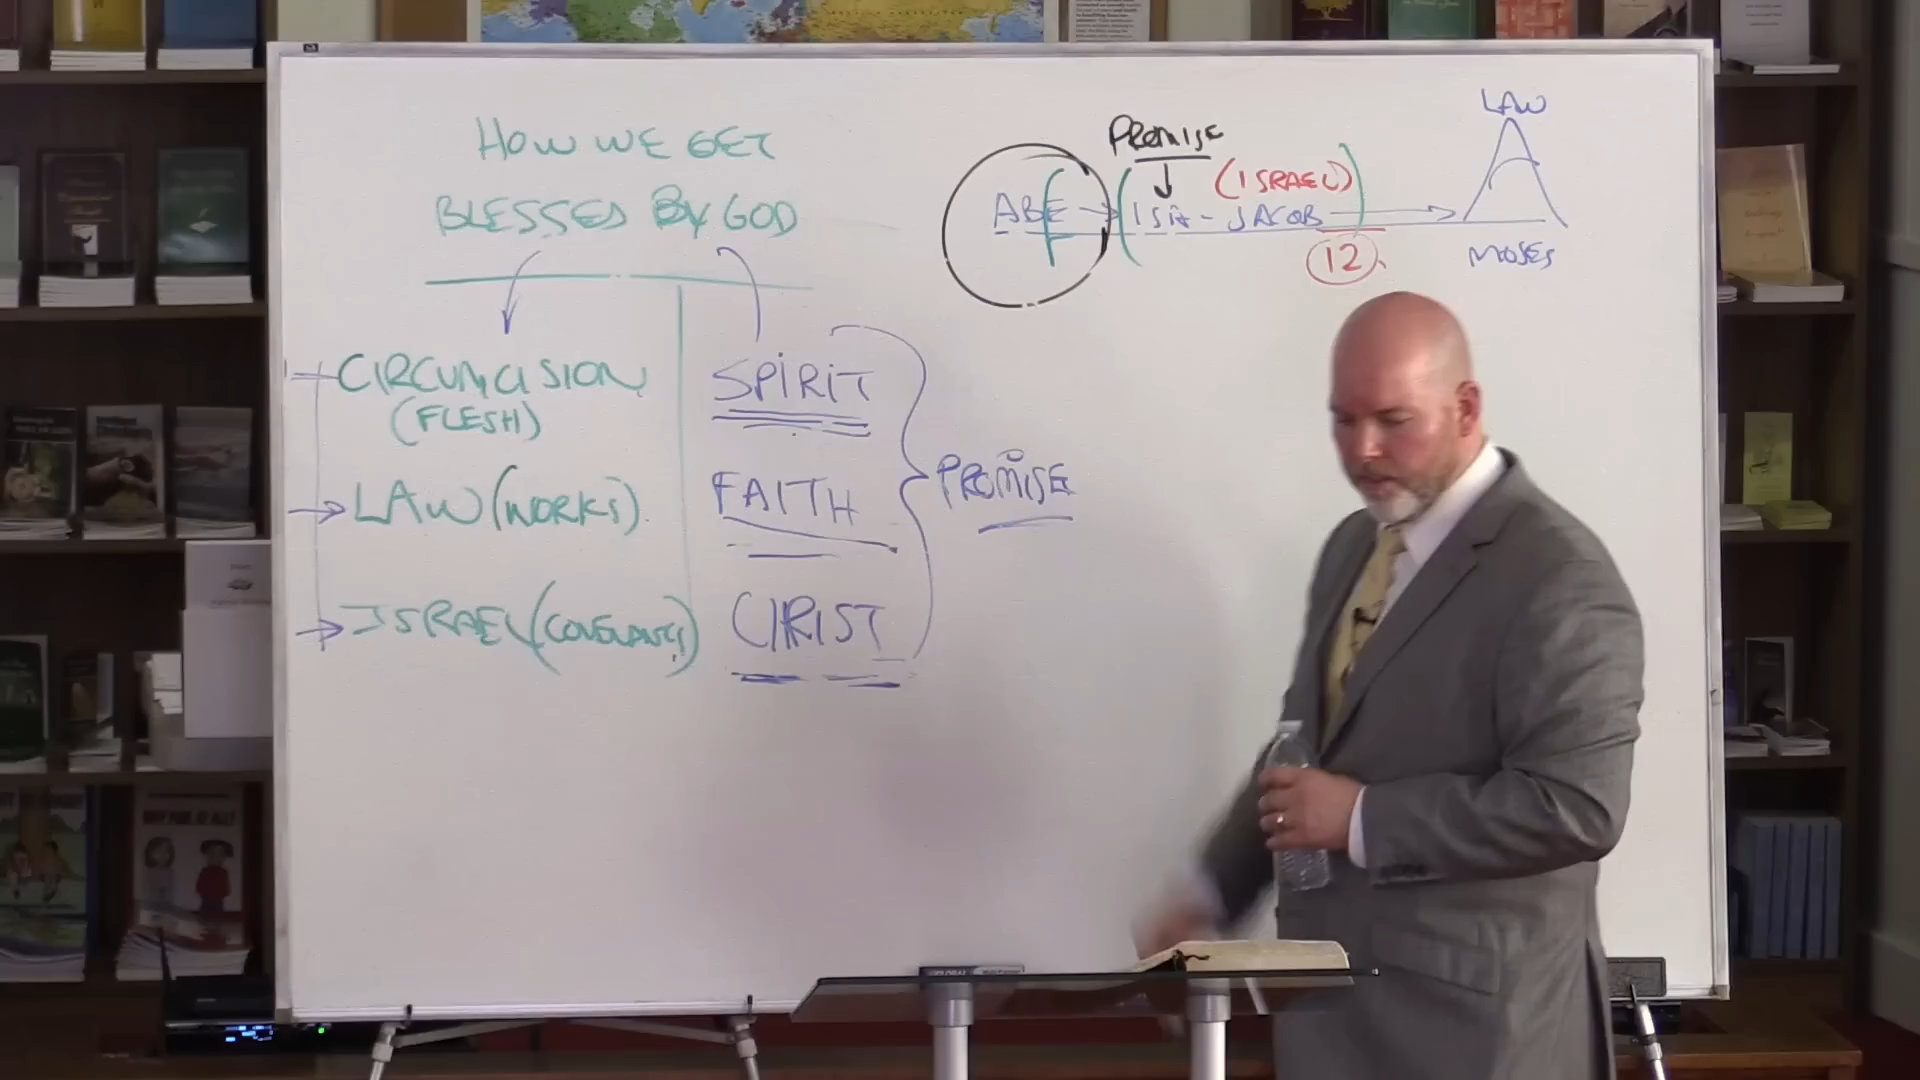 HOW WE GET
BLESSED BY GOD
CIRCUMCISION
(FLESH)
LAW (WORKS)
ISRAEL (COVENANTS)
SPIRIT
FAITH
CHRIST
PROMISE
PROMISE
(ISRAEL)
ABE
ISA - JACOB
12
LAW
MOSES
GLOBAL